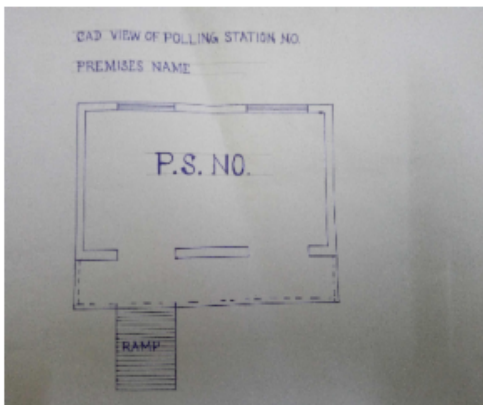 CAD VIEW OF POLLING STATION NO.
PREMISES NAME
P.S. NO.
RAMP